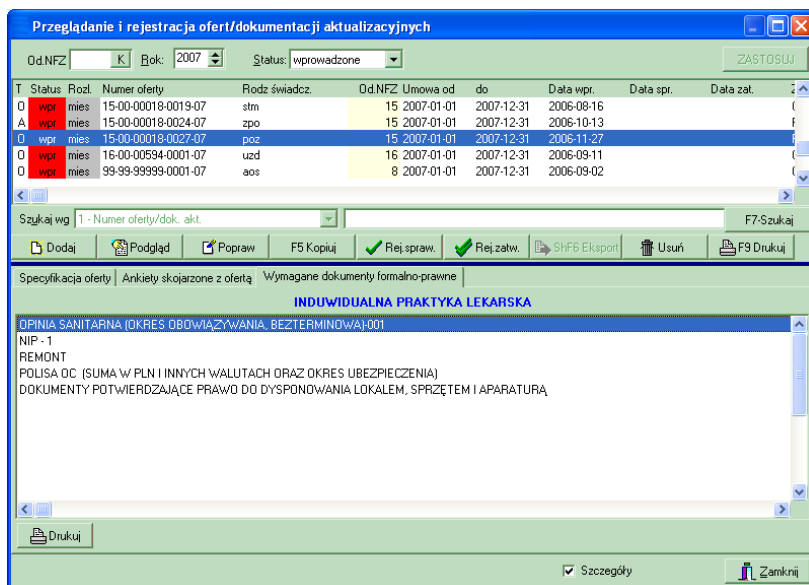 Przeglądanie i rejestracja ofert/dokumentacji aktualizacyjnych
Od.NFZ K Rok: 2007 Status: wprowadzone ZASTOSUJ
T Status Rozl. Numer oferty Rodz świadcz. Od.NFZ Umowa od do Data wpr. Data spr. Data zat.
O wpr mies 15-00-00018-0019-07 stm 15 2007-01-01 2007-12-31 2006-08-16
A wpr mies 15-00-00018-0024-07 zpo 15 2007-01-01 2007-12-31 2006-10-13
O wpr mies 15-00-00018-0027-07 poz 15 2007-01-01 2007-12-31 2006-11-27
O wpr mies 16-00-00594-0001-07 uzd 16 2007-01-01 2007-12-31 2006-09-11
O wpr mies 99-99-99999-0001-07 aos 8 2007-01-01 2007-12-31 2006-09-02
Szukaj wg 1 - Numer oferty/dok. akt. F7-Szukaj
Dodaj Podgląd Popraw F5 Kopiuj Rej.spraw. Rej.zatw. ShF6 Eksport Usuń F9 Drukuj
Specyfikacja oferty Ankiety skojarzone z ofertą Wymagane dokumenty formalno-prawne
INDUWIDUALNA PRAKTYKA LEKARSKA
OPINIA SANITARNA (OKRES OBOWIĄZYWANIA, BEZTERMINOWA)-001
NIP - 1
REMONT
POLISA OC (SUMA W PLN I INNYCH WALUTACH ORAZ OKRES UBEZPIECZENIA)
DOKUMENTY POTWIERDZAJĄCE PRAWO DO DYSPONOWANIA LOKALEM, SPRZĘTEM I APARATURĄ
Drukuj
Szczegóły Zamknij